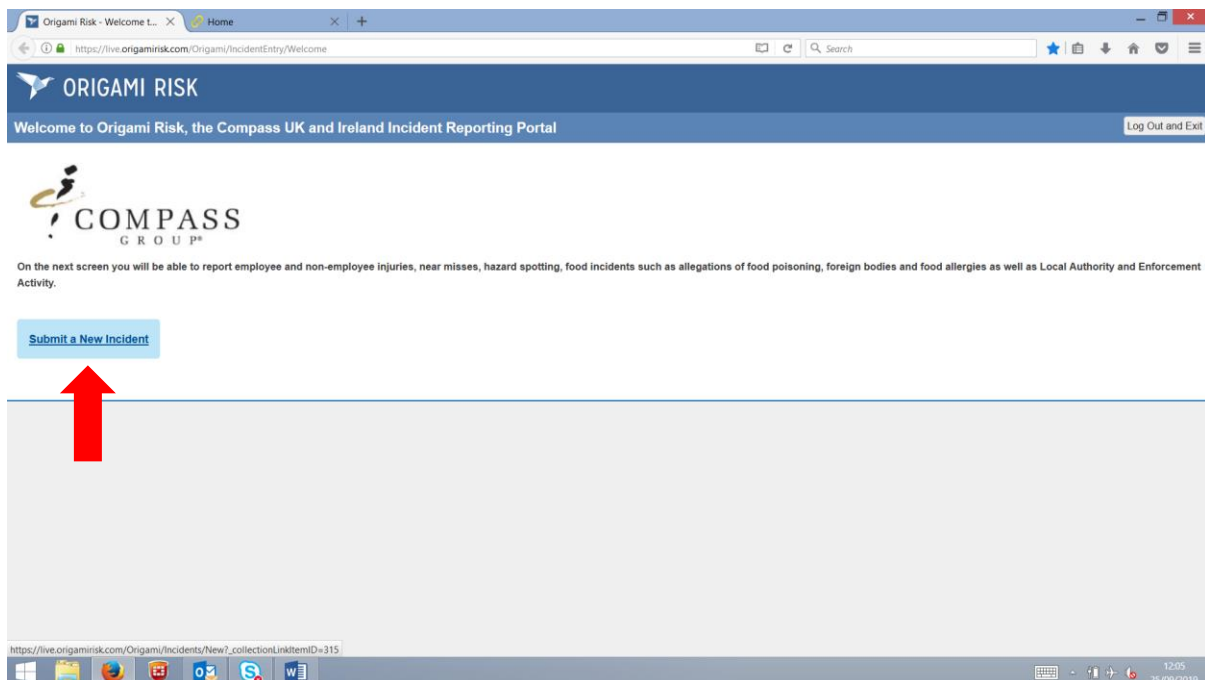 Origami Risk - Welcome t...
Home
https://live.origamirisk.com/Origami/IncidentEntry/Welcome
Search
ORIGAMI RISK
Welcome to Origami Risk, the Compass UK and Ireland Incident Reporting Portal
Log Out and Exit
COMPASS
GROUP®
On the next screen you will be able to report employee and non-employee injuries, near misses, hazard spotting, food incidents such as allegations of food poisoning, foreign bodies and food allergies as well as Local Authority and Enforcement
Activity.
Submit a New Incident
https://live.origamirisk.com/Origami/Incidents/New?_collectionLinkItemID=315
12:05
25/09/2019